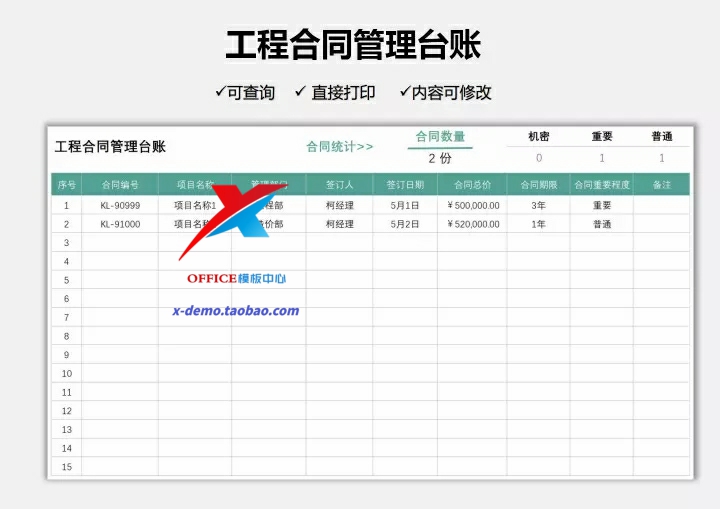 工程合同管理台账
✓可查询 ✓ 直接打印 ✓内容可修改
工程合同管理台账 合同统计>> 合同数量 机密 重要 普通
2 份 0 1 1
序号 合同编号 项目名称 管理部门 签订人 签订日期 合同总价 合同期限 合同重要程度 备注
1 KL-90999 项目名称1 程部 柯经理 5月1日 ¥500,000.00 3年 重要
2 KL-91000 项目名称 价部 柯经理 5月2日 ¥520,000.00 1年 普通
3
4
5
OFFICE模板中心
6
x-demo.taobao.com
7
8
9
10
11
12
13
14
15